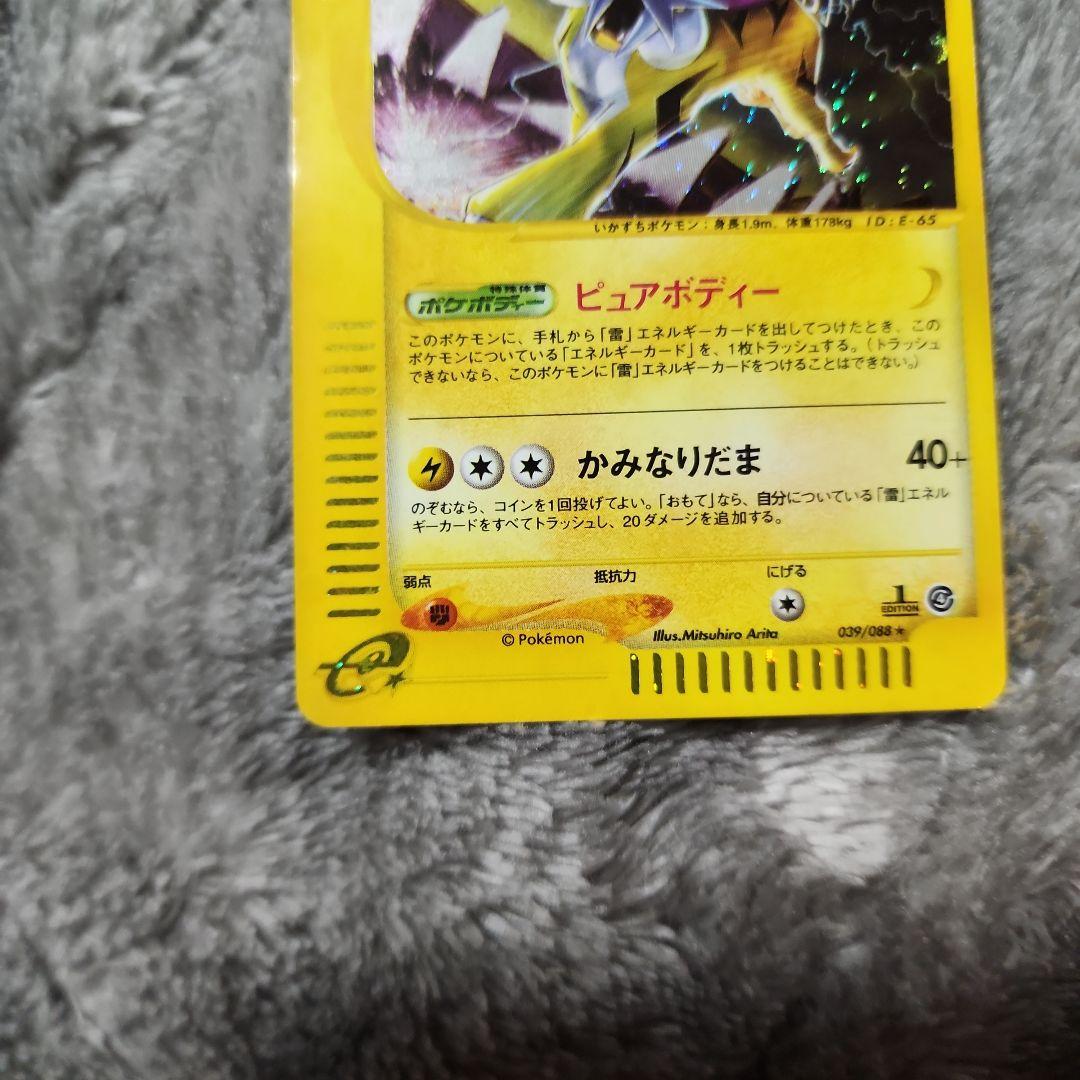 いかずちポケモン：身長1.9m、体重178kg ID:E-65
特殊体質
ポケボディー ピュアボディー
このポケモンに、手札から「雷」エネルギーカードを出してつけたとき、この
ポケモンについている「エネルギーカード」を、1枚トラッシュする。（トラッシュ
できないなら、このポケモンに「雷」エネルギーカードをつけることはできない。）
かみなりだま 40+
のぞむなら、コインを1回投げてよい。「おもて」なら、自分についている「雷」エネル
ギーカードをすべてトラッシュし、20ダメージを追加する。
弱点 抵抗力 にげる
1
EDITION
© Pokémon Illus.Mitsuhiro Arita 039/088 ★
e